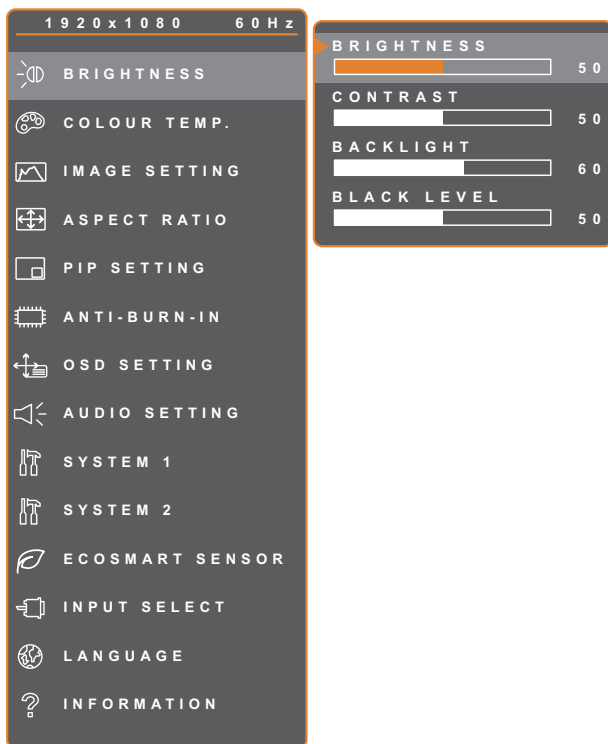 1920x1080 60Hz
BRIGHTNESS
COLOUR TEMP.
IMAGE SETTING
ASPECT RATIO
PIP SETTING
ANTI-BURN-IN
OSD SETTING
AUDIO SETTING
SYSTEM 1
SYSTEM 2
ECOSMART SENSOR
INPUT SELECT
LANGUAGE
INFORMATION
BRIGHTNESS
50
CONTRAST
50
BACKLIGHT
60
BLACK LEVEL
50